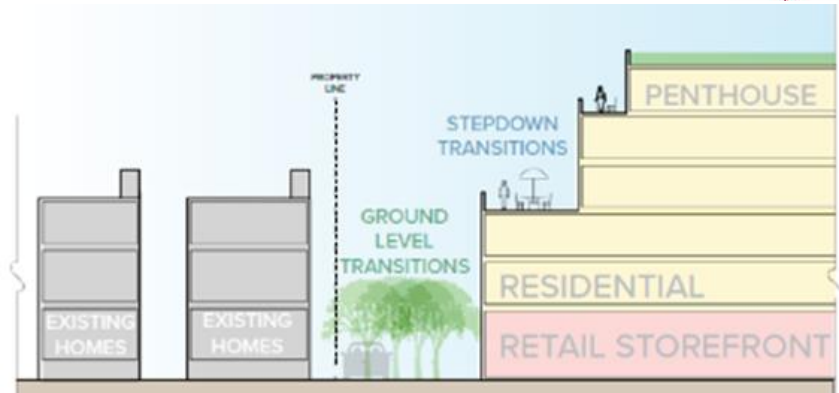 PROPERTY
LINE
PENTHOUSE
STEPDOWN
TRANSITIONS
GROUND
LEVEL
TRANSITIONS
EXISTING
HOMES
EXISTING
HOMES
RESIDENTIAL
RETAIL STOREFRONT